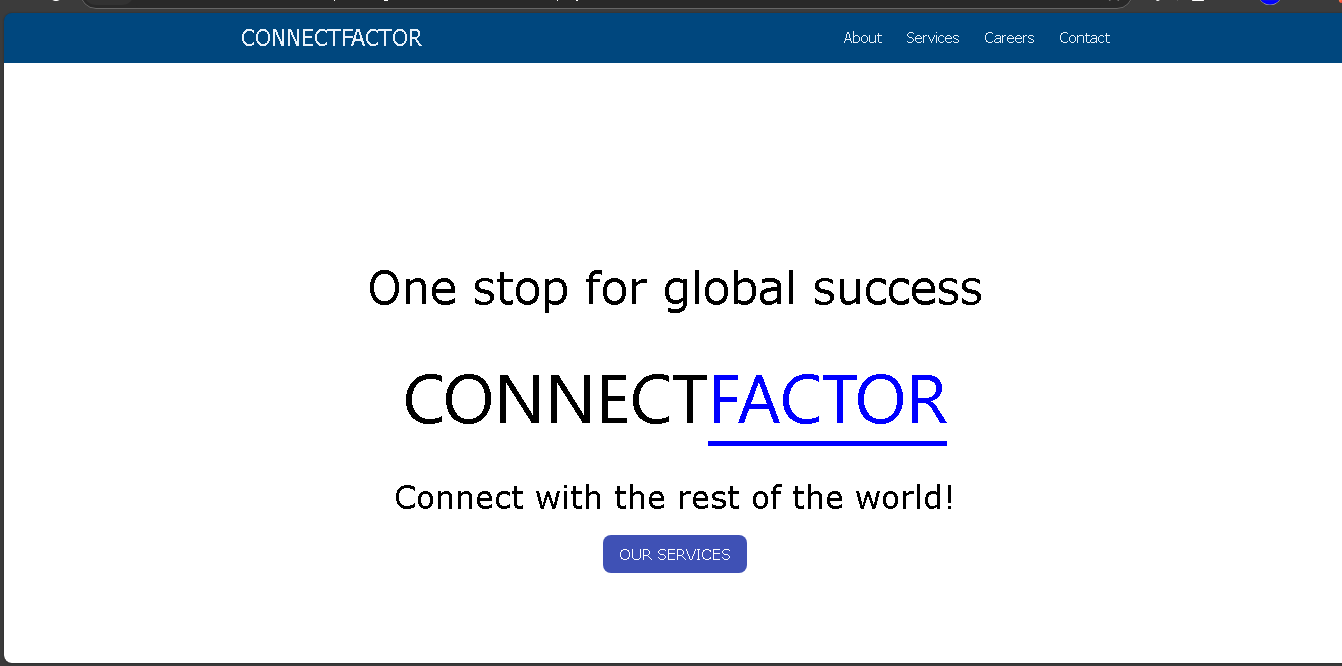 CONNECTFACTOR
About Services Careers Contact
One stop for global success
CONNECTFACTOR
Connect with the rest of the world!
OUR SERVICES